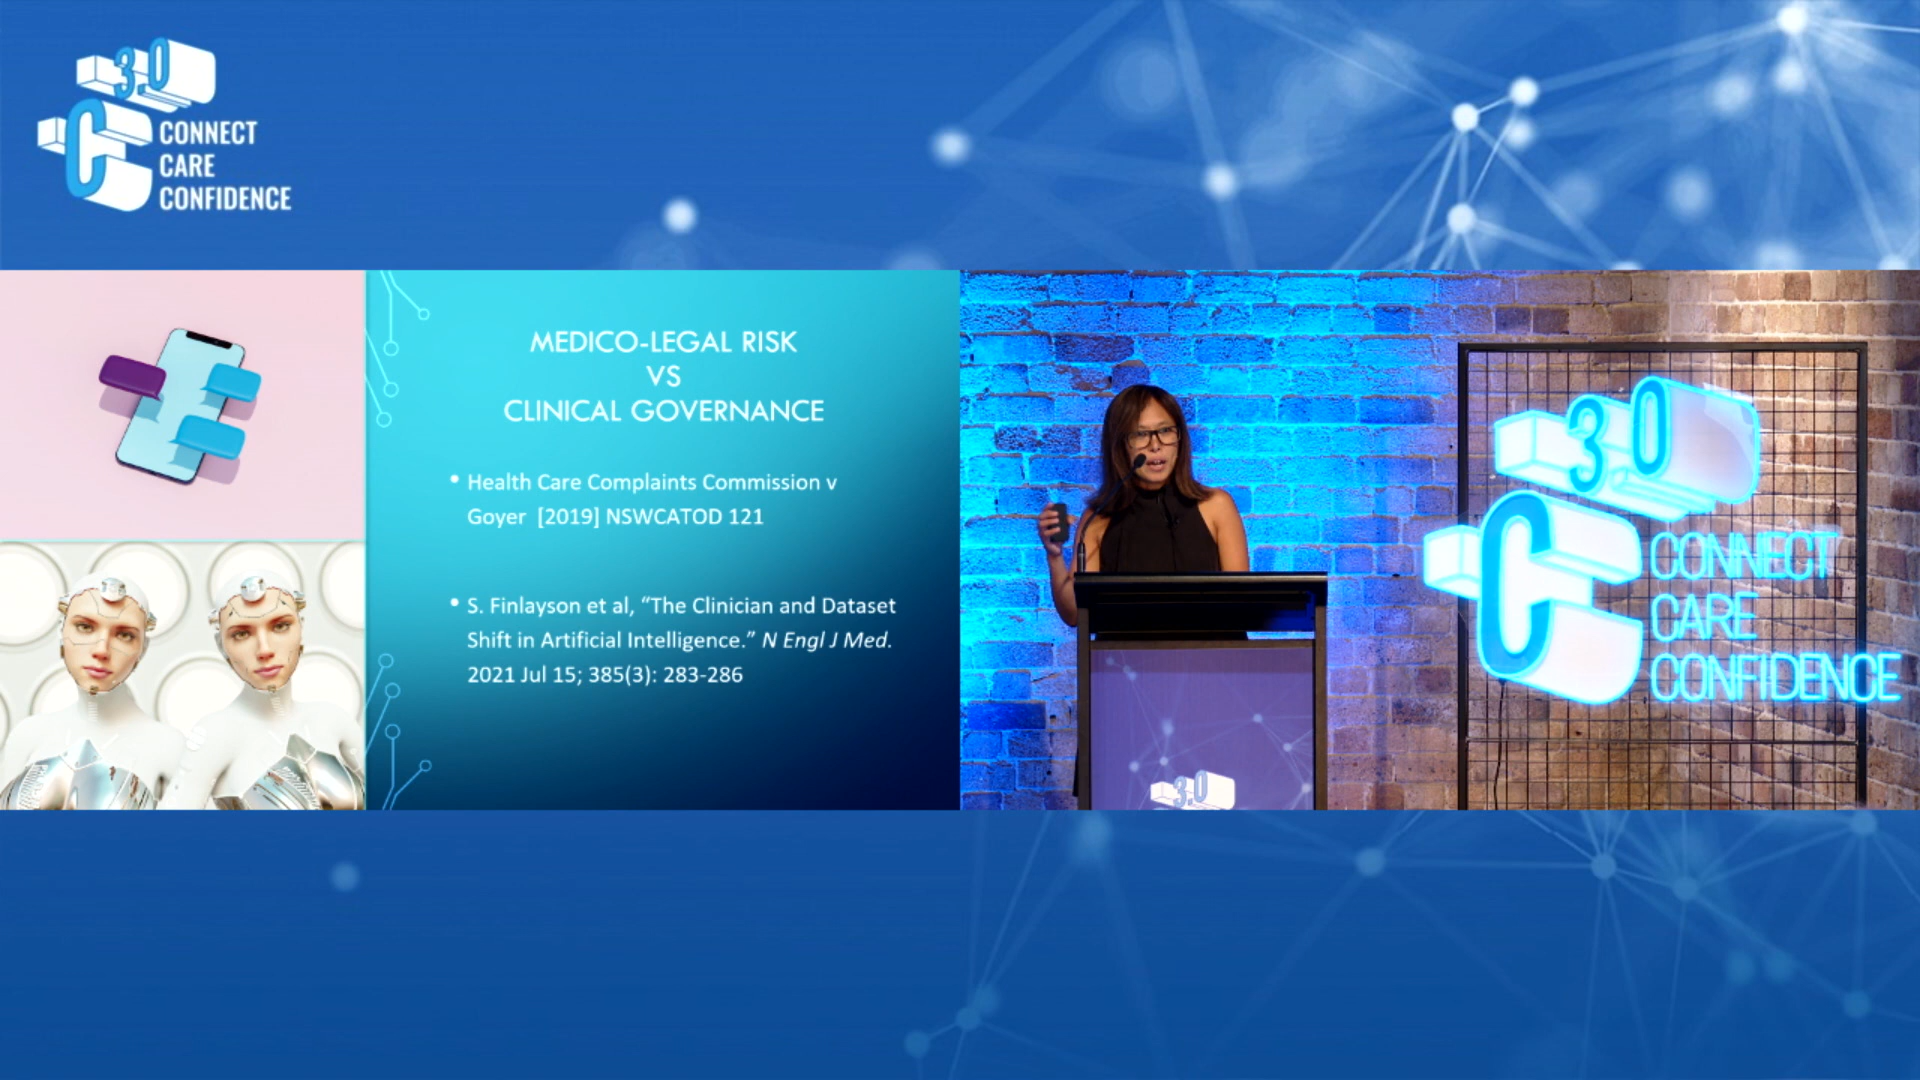 3.0
C
CONNECT
CARE
CONFIDENCE
MEDICO-LEGAL RISK
VS
CLINICAL GOVERNANCE
• Health Care Complaints Commission v
Goyer [2019] NSWCATOD 121
• S. Finlayson et al, “The Clinician and Dataset
Shift in Artificial Intelligence.” N Engl J Med.
2021 Jul 15; 385(3): 283-286
3.0
C
CONNECT
CARE
CONFIDENCE
3.0